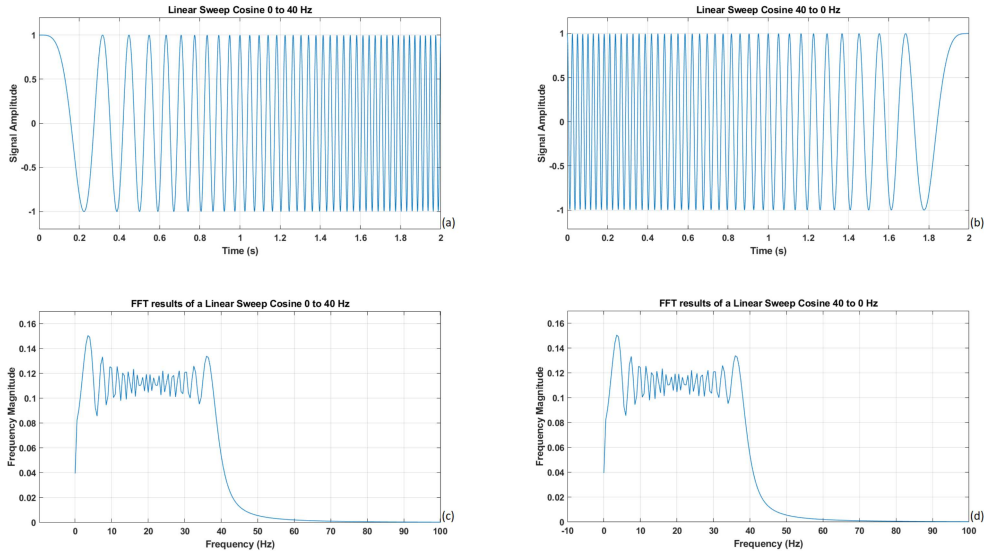 Linear Sweep Cosine 0 to 40 Hz
Signal Amplitude
1
0.5
0
-0.5
-1
0 0.2 0.4 0.6 0.8 1 1.2 1.4 1.6 1.8 2
Time (s)
(a)
Linear Sweep Cosine 40 to 0 Hz
Signal Amplitude
1
0.5
0
-0.5
-1
0 0.2 0.4 0.6 0.8 1 1.2 1.4 1.6 1.8 2
Time (s)
(b)
FFT results of a Linear Sweep Cosine 0 to 40 Hz
Frequency Magnitude
0.16
0.14
0.12
0.1
0.08
0.06
0.04
0.02
0
0 10 20 30 40 50 60 70 80 90 100
Frequency (Hz)
(c)
FFT results of a Linear Sweep Cosine 40 to 0 Hz
Frequency Magnitude
0.16
0.14
0.12
0.1
0.08
0.06
0.04
0.02
0
-10 0 10 20 30 40 50 60 70 80 90 100
Frequency (Hz)
(d)